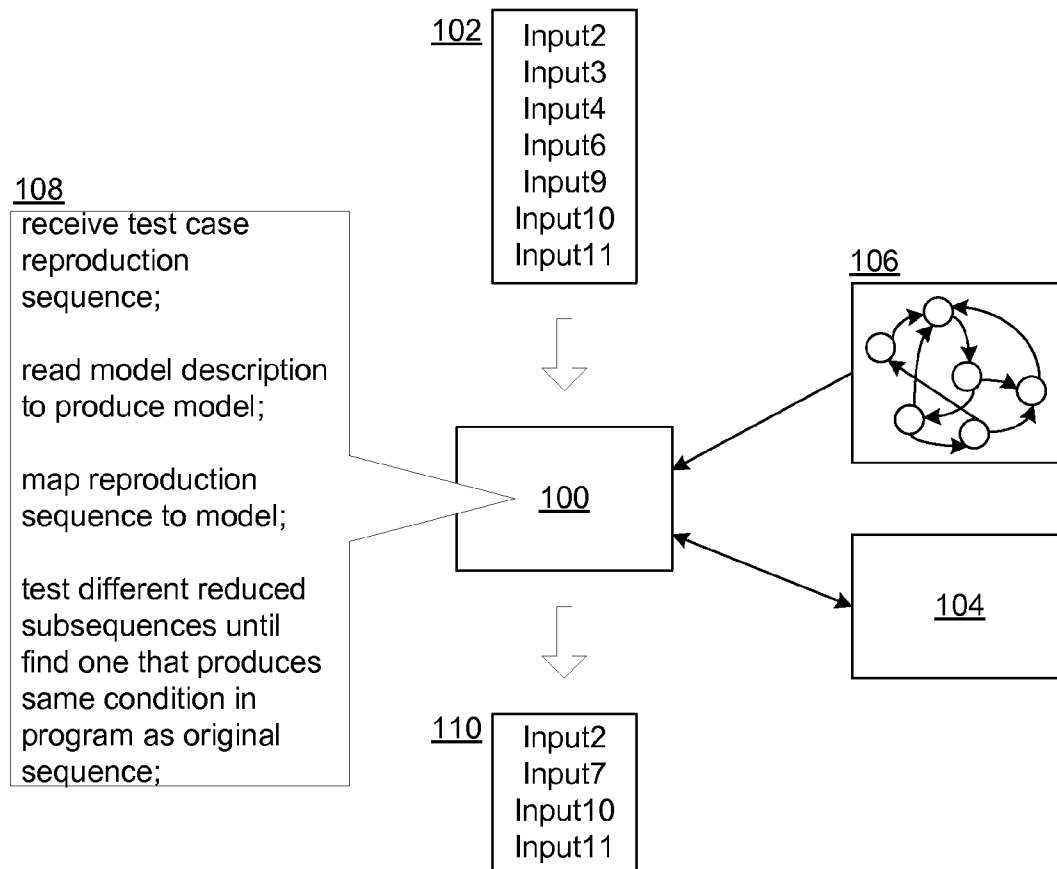 102
Input2
Input3
Input4
Input6
Input9
Input10
Input11
108
receive test case
reproduction
sequence;
read model description
to produce model;
map reproduction
sequence to model;
test different reduced
subsequences until
find one that produces
same condition in
program as original
sequence;
106
100
104
110
Input2
Input7
Input10
Input11